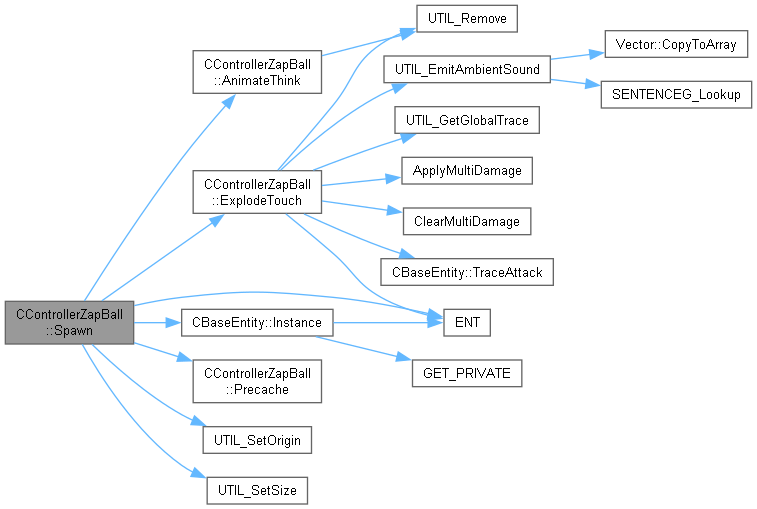 UTIL_Remove
CControllerZapBall
::AnimateThink
UTIL_EmitAmbientSound
Vector::CopyToArray
SENTENCEG_Lookup
UTIL_GetGlobalTrace
CControllerZapBall
::ExplodeTouch
ApplyMultiDamage
ClearMultiDamage
CBaseEntity::TraceAttack
CControllerZapBall
::Spawn
CBaseEntity::Instance
ENT
CControllerZapBall
::Precache
GET_PRIVATE
UTIL_SetOrigin
UTIL_SetSize